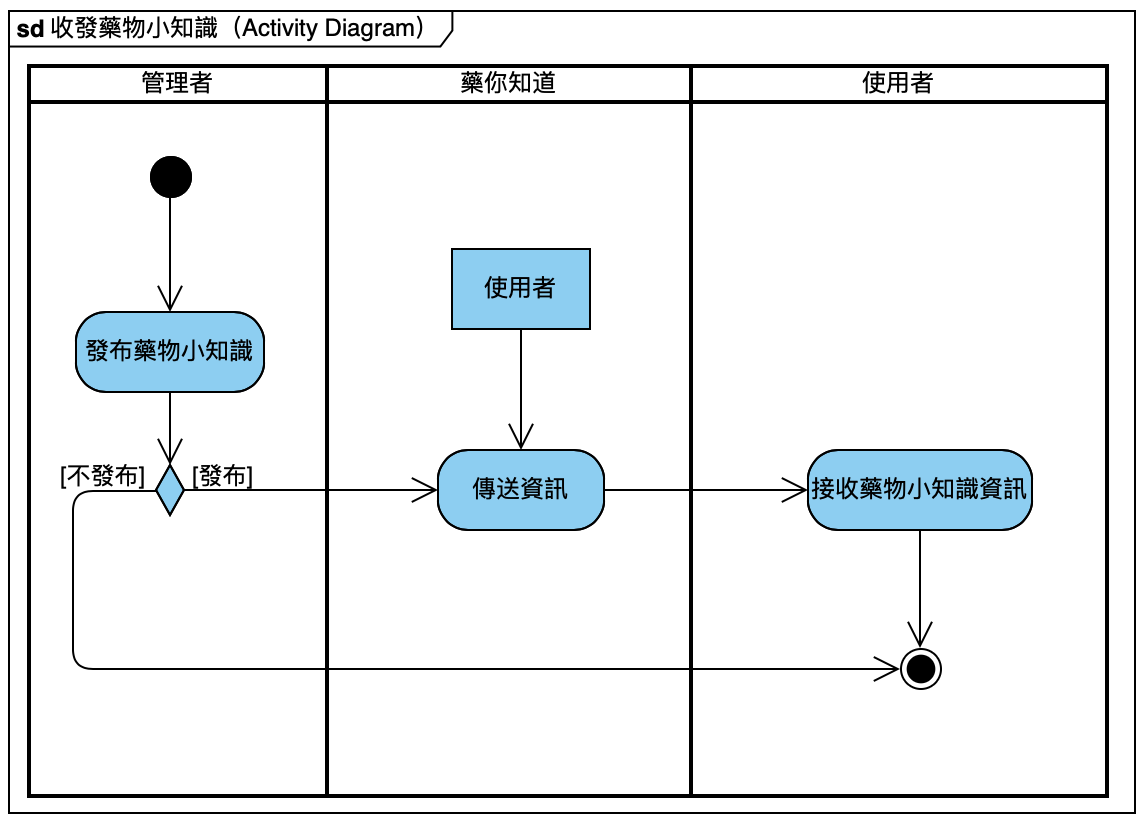 sd 收發藥物小知識（Activity Diagram）
管理者
藥你知道
使用者
使用者
發布藥物小知識
[不發布]
[發布]
傳送資訊
接收藥物小知識資訊